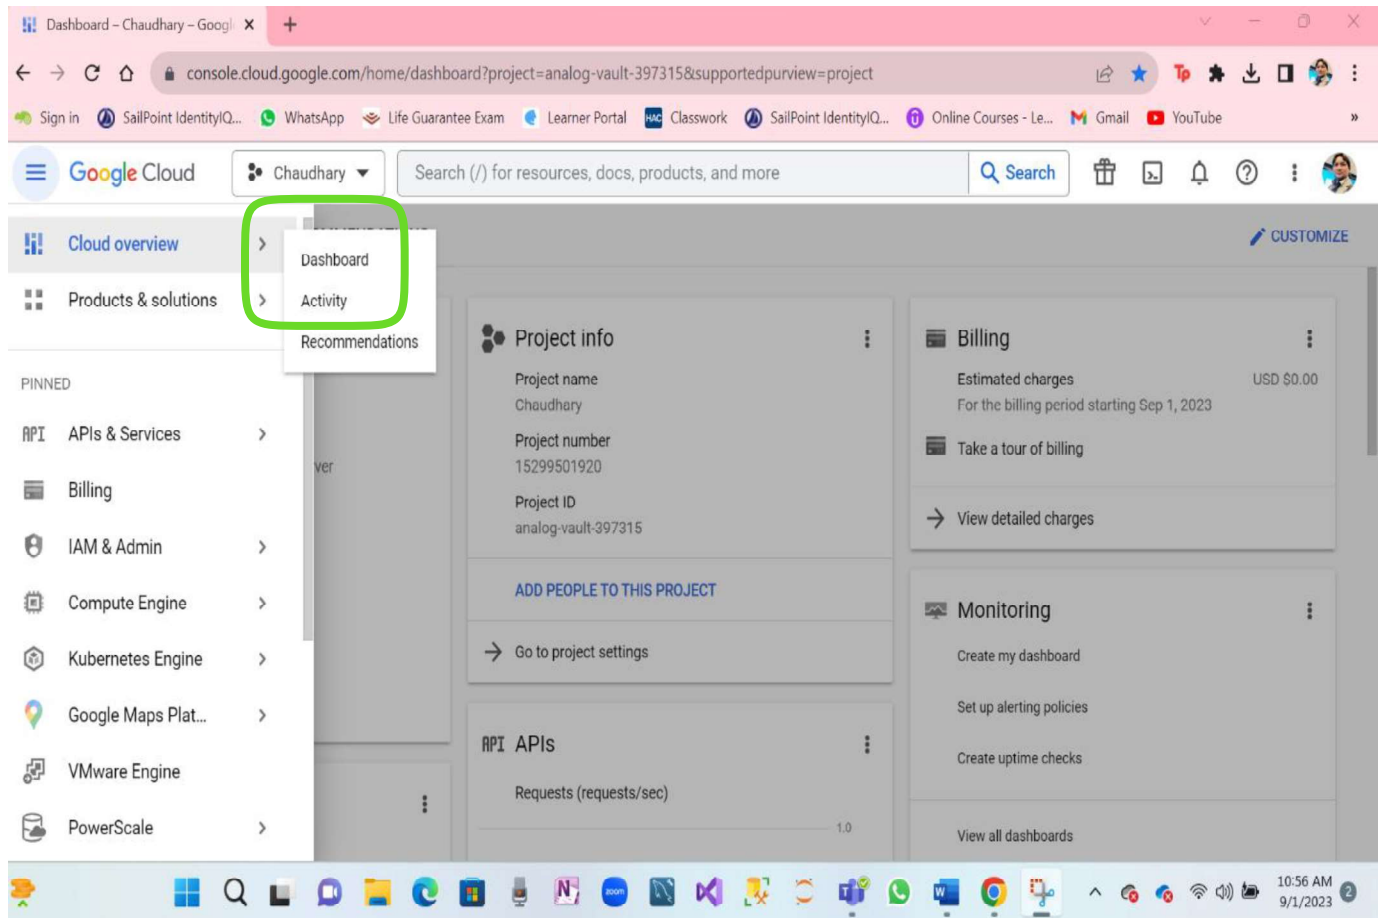 Dashboard – Chaudhary – Googl
console.cloud.google.com/home/dashboard?project=analog-vault-397315&supportedpurview=project
Tp
Sign in SailPoint IdentityIQ... WhatsApp Life Guarantee Exam Learner Portal HAC Classwork SailPoint IdentityIQ... Online Courses - Le... Gmail YouTube »
Google Cloud Chaudhary Search (/) for resources, docs, products, and more Search
Cloud overview
CUSTOMIZE
Dashboard
Products & solutions
Activity
Recommendations
PINNED
API APIs & Services
Billing
IAM & Admin
Compute Engine
Kubernetes Engine
Google Maps Plat...
VMware Engine
PowerScale
ver
Project info
Project name
Chaudhary
Project number
15299501920
Project ID
analog-vault-397315
ADD PEOPLE TO THIS PROJECT
Go to project settings
API APIs
Requests (requests/sec)
1.0
Billing
Estimated charges USD $0.00
For the billing period starting Sep 1, 2023
Take a tour of billing
View detailed charges
Monitoring
Create my dashboard
Set up alerting policies
Create uptime checks
View all dashboards
zoom
10:56 AM
9/1/2023
2